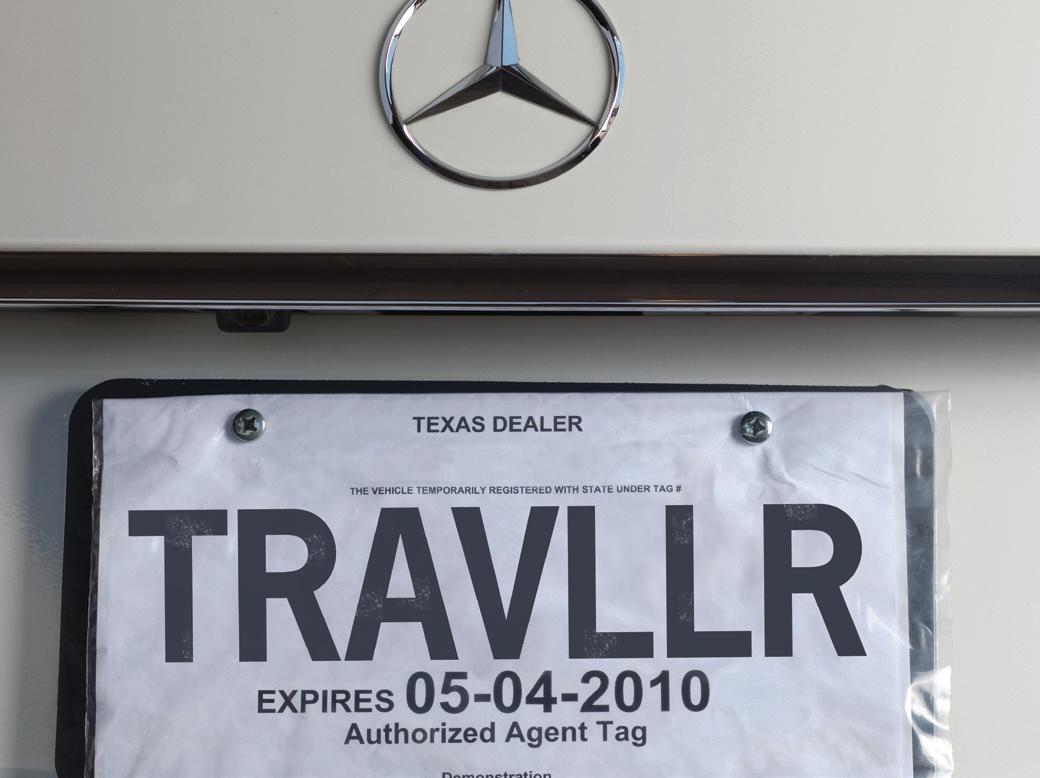 TEXAS DEALER
THE VEHICLE TEMPORARILY REGISTERED WITH STATE UNDER TAG #
TRAVLLR
EXPIRES 05-04-2010
Authorized Agent Tag
Demonstration